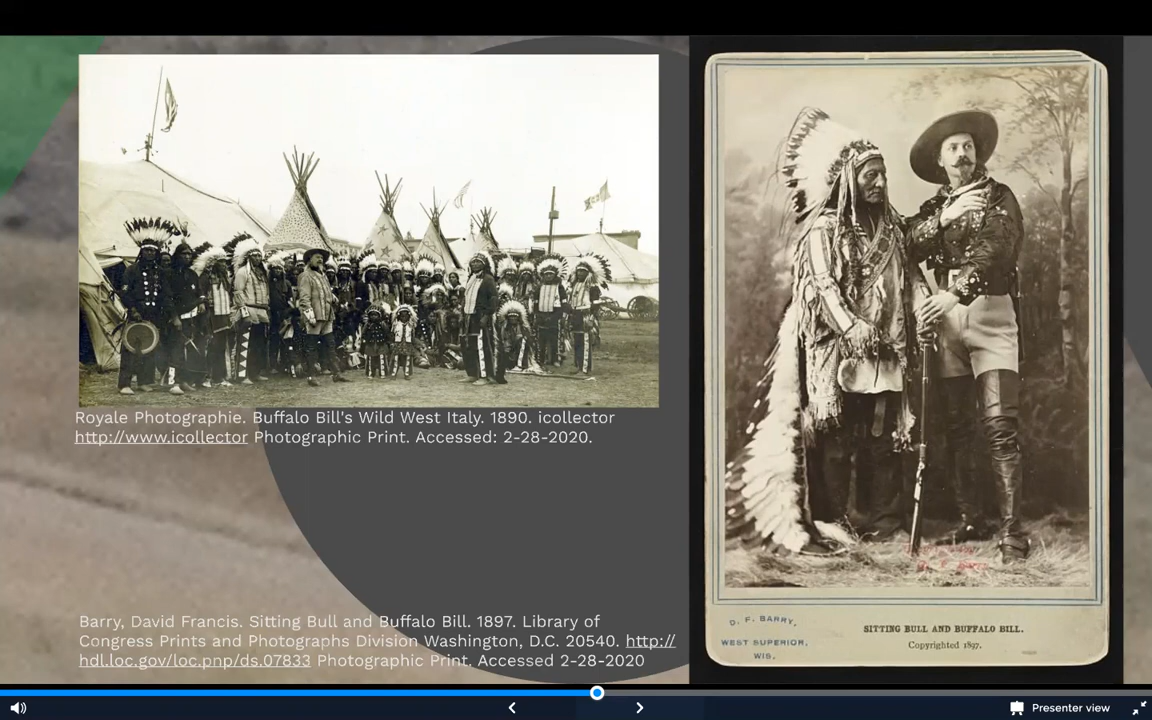 Royale Photographie. Buffalo Bill's Wild West Italy. 1890. icollector
http://www.icollector Photographic Print. Accessed: 2-28-2020.
Barry, David Francis. Sitting Bull and Buffalo Bill. 1897. Library of
Congress Prints and Photographs Division Washington, D.C. 20540. http://
hdl.loc.gov/loc.pnp/ds.07833 Photographic Print. Accessed 2-28-2020
D. F. BARRY,
WEST SUPERIOR,
WIS.
SITTING BULL AND BUFFALO BILL.
Copyrighted 1897.
Presenter view